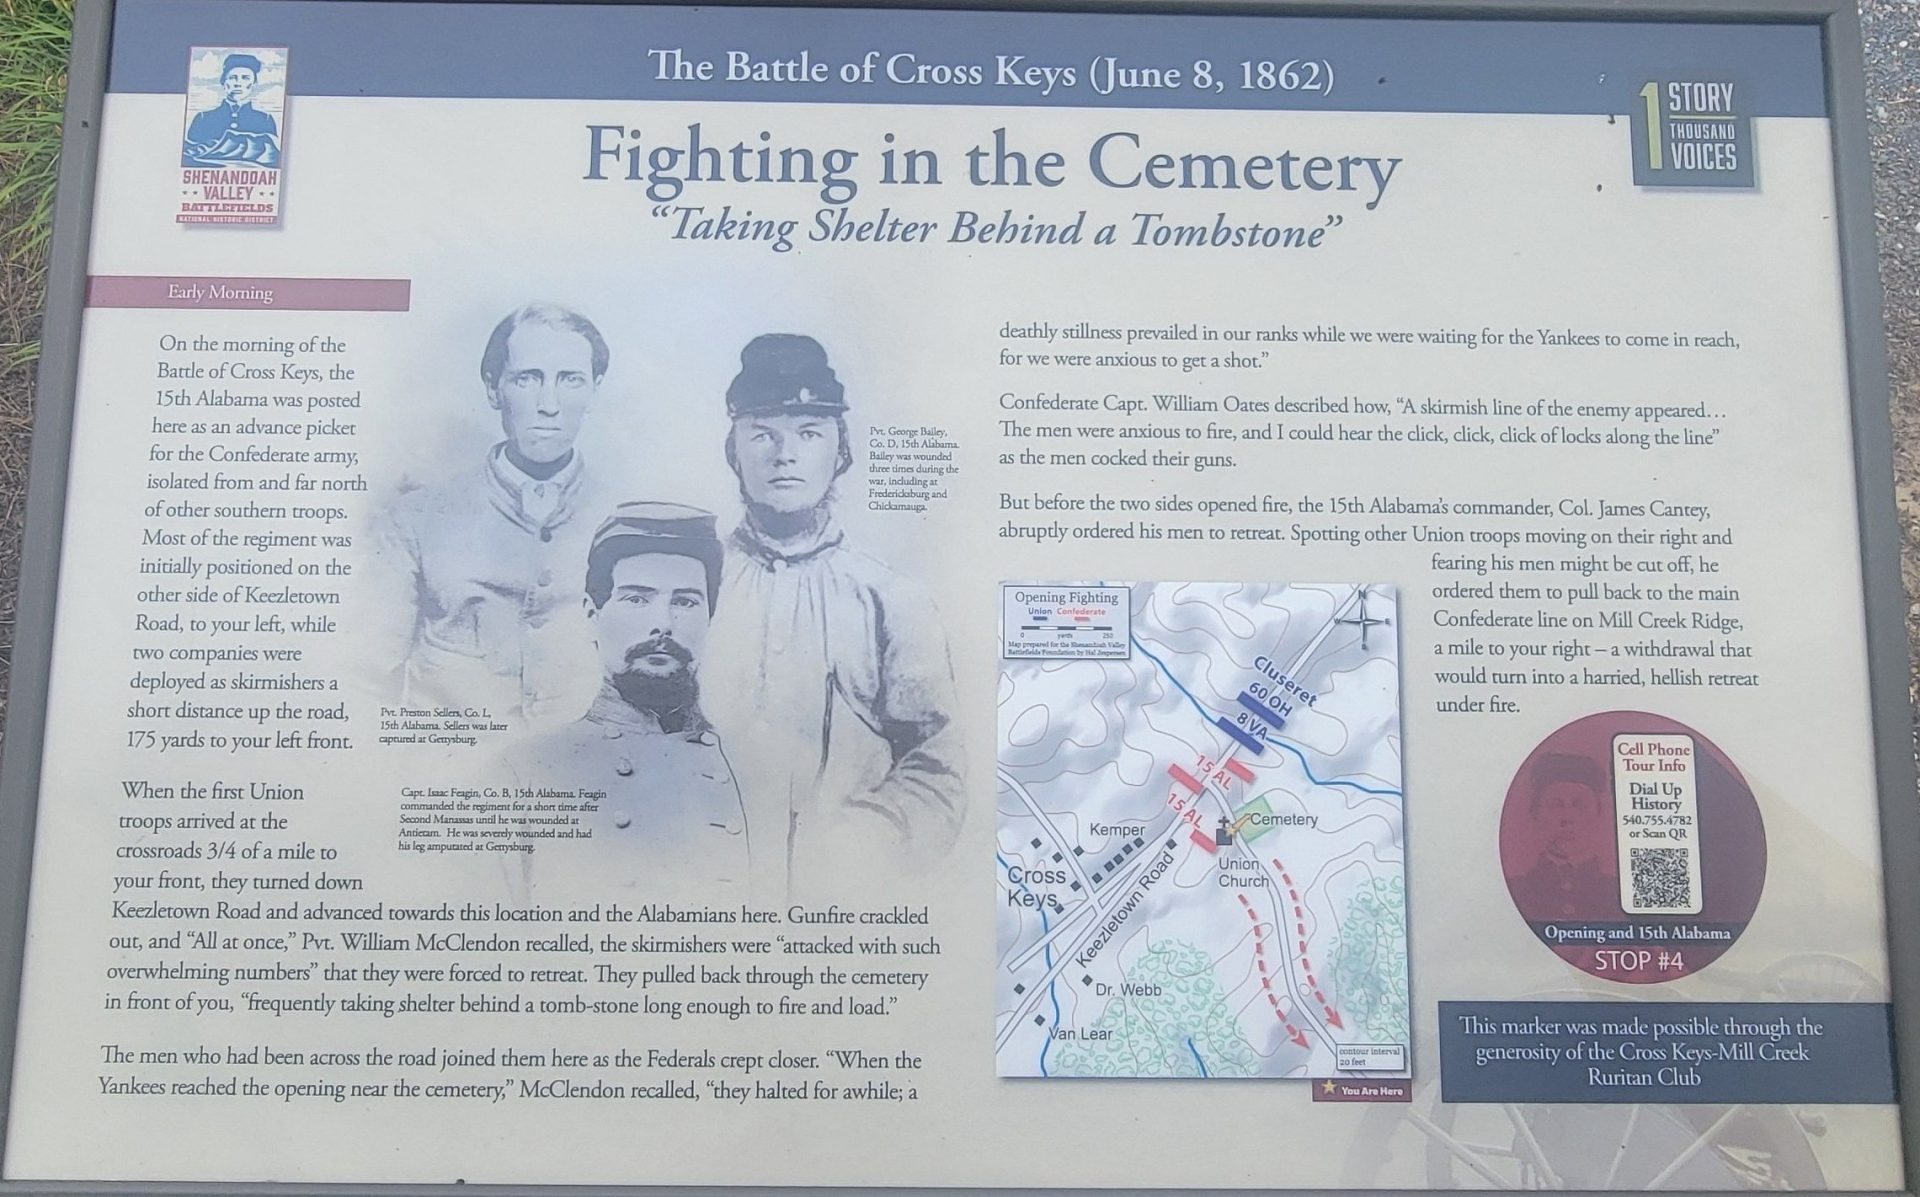 The Battle of Cross Keys (June 8, 1862)
SHENANDOAH
VALLEY
BATTLEFIELDS
NATIONAL HISTORIC DISTRICT
1 STORY
THOUSAND
VOICES
Fighting in the Cemetery
“Taking Shelter Behind a Tombstone”
Early Morning
On the morning of the
Battle of Cross Keys, the
15th Alabama was posted
here as an advance picket
for the Confederate army,
isolated from and far north
of other southern troops.
Most of the regiment was
initially positioned on the
other side of Keezletown
Road, to your left, while
two companies were
deployed as skirmishers a
short distance up the road,
175 yards to your left front.
When the first Union
troops arrived at the
crossroads 3/4 of a mile to
your front, they turned down
Keezletown Road and advanced towards this location and the Alabamians here. Gunfire crackled
out, and “All at once,” Pvt. William McClendon recalled, the skirmishers were “attacked with such
overwhelming numbers” that they were forced to retreat. They pulled back through the cemetery
in front of you, “frequently taking shelter behind a tomb-stone long enough to fire and load.”
The men who had been across the road joined them here as the Federals crept closer. “When the
Yankees reached the opening near the cemetery,” McClendon recalled, “they halted for awhile; a
Pvt. George Bailey,
Co. D, 15th Alabama.
Bailey was wounded
three times during the
war, including at
Fredericksburg and
Chickamauga.
Pvt. Preston Sellers, Co. L,
15th Alabama. Sellers was later
captured at Gettysburg.
Capt. Isaac Feagin, Co. B, 15th Alabama. Feagin
commanded the regiment for a short time after
Second Manassas until he was wounded at
Antietam. He was severely wounded and had
his leg amputated at Gettysburg.
deathly stillness prevailed in our ranks while we were waiting for the Yankees to come in reach,
for we were anxious to get a shot.”
Confederate Capt. William Oates described how, “A skirmish line of the enemy appeared…
The men were anxious to fire, and I could hear the click, click, click of locks along the line”
as the men cocked their guns.
But before the two sides opened fire, the 15th Alabama’s commander, Col. James Cantey,
abruptly ordered his men to retreat. Spotting other Union troops moving on their right and
fearing his men might be cut off, he
ordered them to pull back to the main
Confederate line on Mill Creek Ridge,
a mile to your right – a withdrawal that
would turn into a harried, hellish retreat
under fire.
Opening Fighting
Union Confederate
0 yards 250
Map prepared for the Shenandoah Valley
Battlefields Foundation by Hal Jespersen
N
W E
S
Cluseret
60 OH
8 VA
15 AL
15 AL
Cemetery
Kemper
Union
Church
Cross
Keys
Keezletown Road
Dr. Webb
Van Lear
contour interval
20 feet
You Are Here
Cell Phone
Tour Info
Dial Up
History
540.755.4782
or Scan QR
Opening and 15th Alabama
STOP #4
This marker was made possible through the
generosity of the Cross Keys-Mill Creek
Ruritan Club